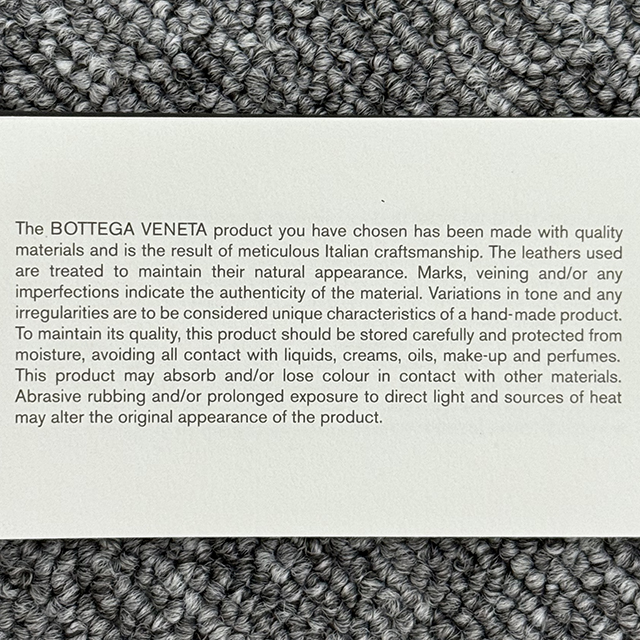 The BOTTEGA VENETA product you have chosen has been made with quality
materials and is the result of meticulous Italian craftsmanship. The leathers used
are treated to maintain their natural appearance. Marks, veining and/or any
imperfections indicate the authenticity of the material. Variations in tone and any
irregularities are to be considered unique characteristics of a hand-made product.
To maintain its quality, this product should be stored carefully and protected from
moisture, avoiding all contact with liquids, creams, oils, make-up and perfumes.
This product may absorb and/or lose colour in contact with other materials.
Abrasive rubbing and/or prolonged exposure to direct light and sources of heat
may alter the original appearance of the product.